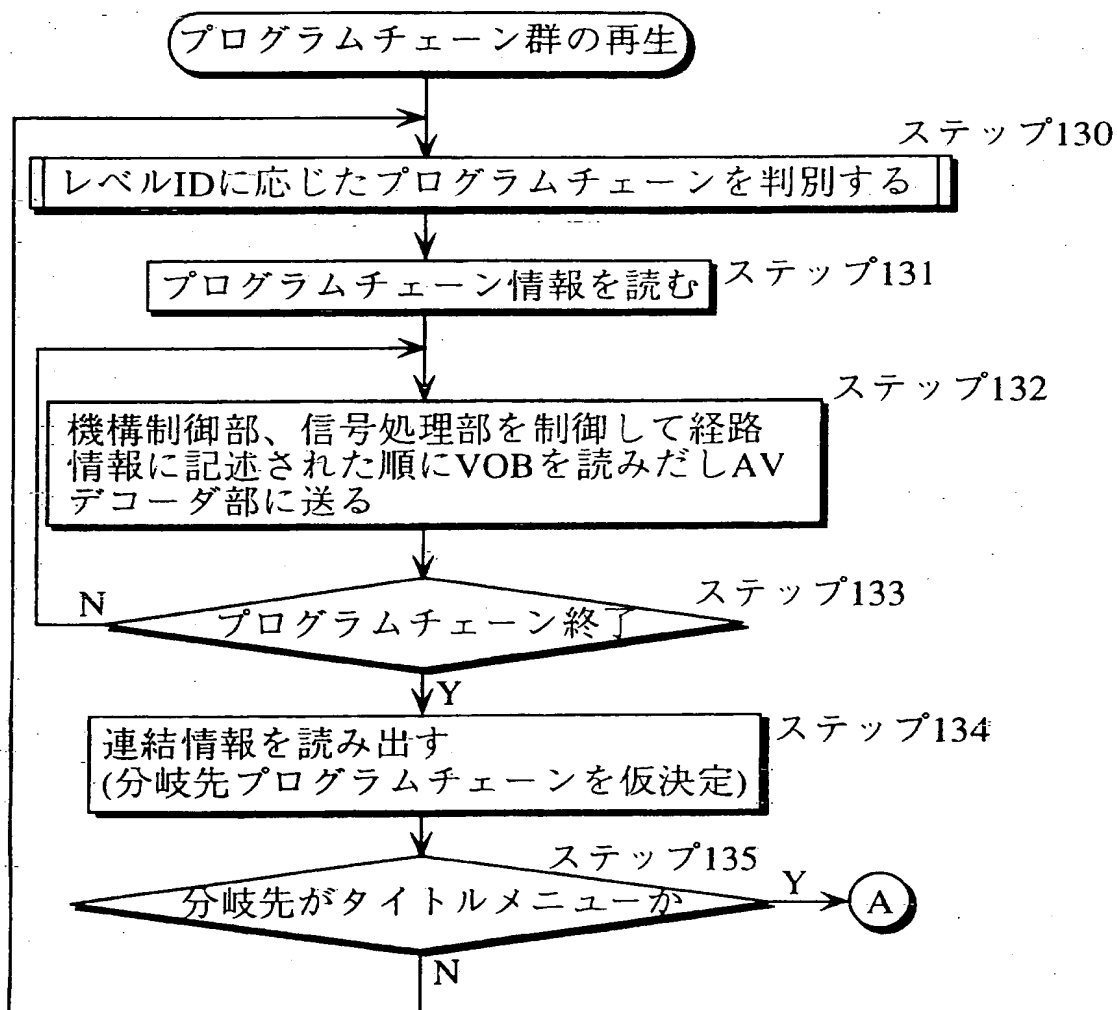 プログラムチェーン群の再生
ステップ130
レベルIDに応じたプログラムチェーンを判別する
プログラムチェーン情報を読む
ステップ131
ステップ132
機構制御部、信号処理部を制御して経路
情報に記述された順にVOBを読みだしAV
デコーダ部に送る
ステップ133
N
プログラムチェーン終了
Y
ステップ134
連結情報を読み出す
(分岐先プログラムチェーンを仮決定)
ステップ135
分岐先がタイトルメニューか
Y
A
N